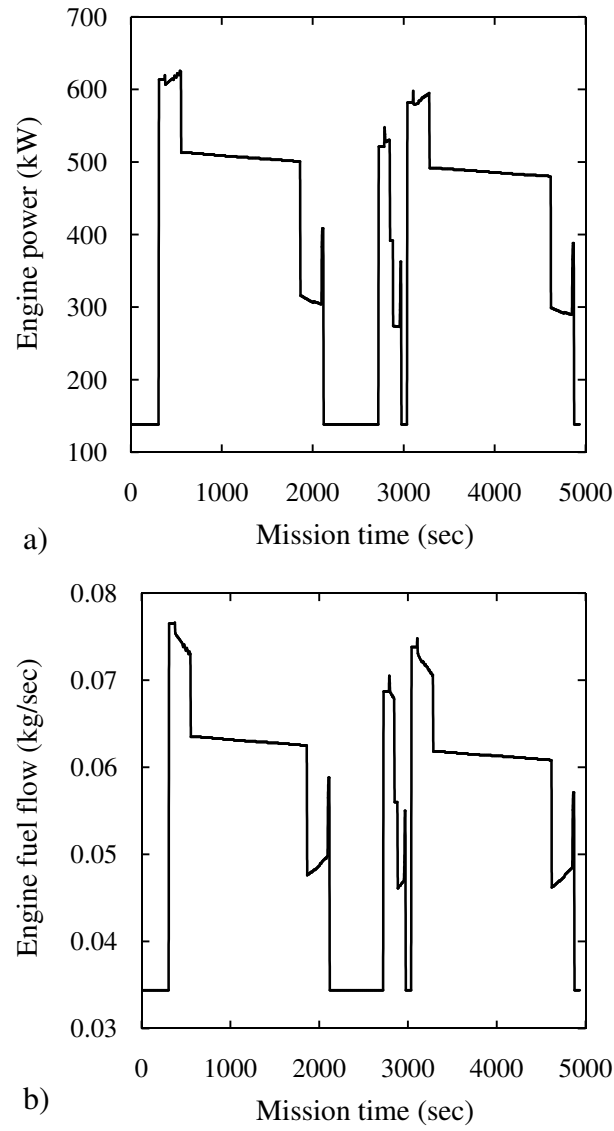 700
600
500
400
300
200
100
Engine power (kW)
0 1000 2000 3000 4000 5000
Mission time (sec)
a)
0.08
0.07
0.06
0.05
0.04
0.03
Engine fuel flow (kg/sec)
0 1000 2000 3000 4000 5000
Mission time (sec)
b)